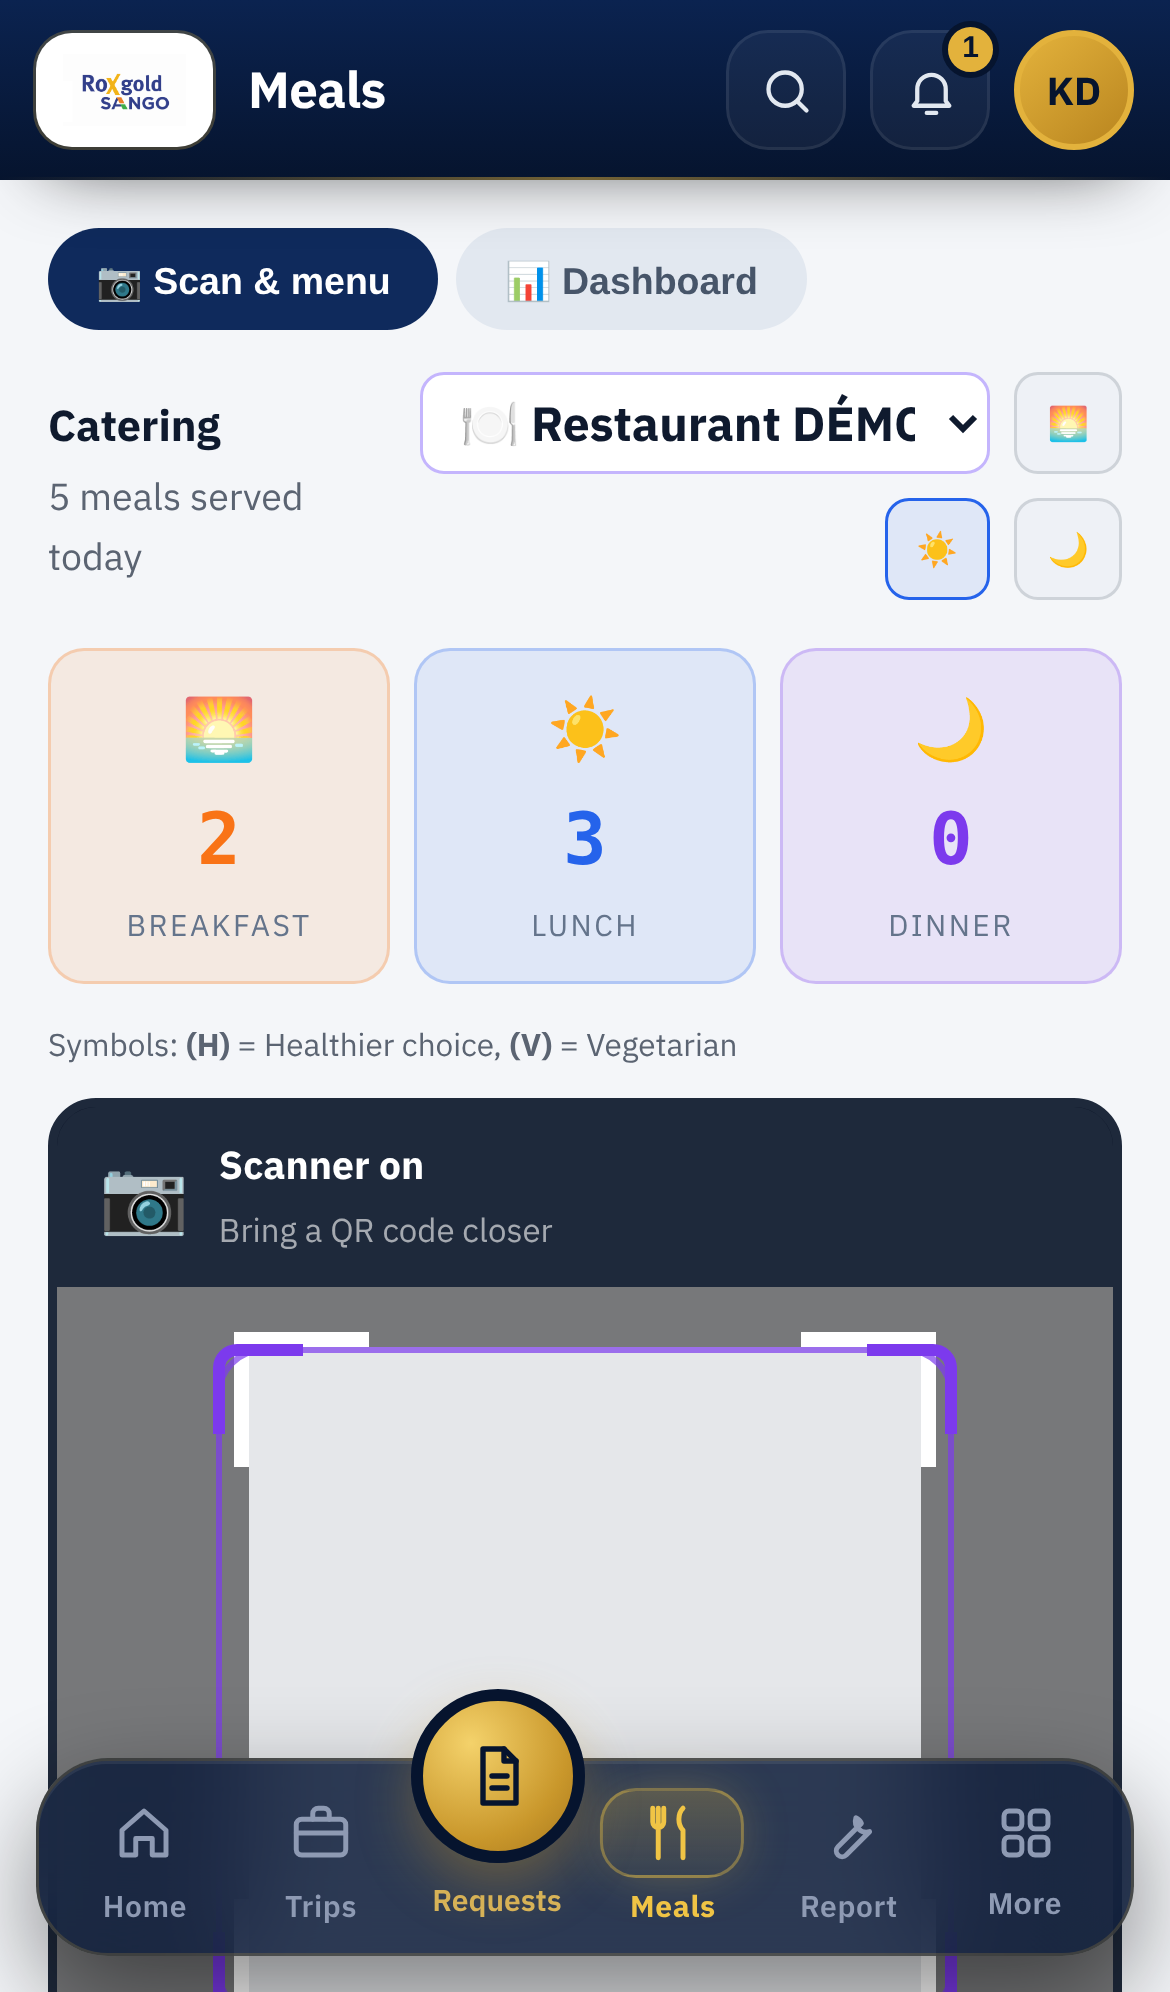 Roxgold
SANGO
Meals
1
KD
Scan & menu
Dashboard
Catering
Restaurant DÉMO
5 meals served
today
2
3
0
BREAKFAST
LUNCH
DINNER
Symbols: (H) = Healthier choice, (V) = Vegetarian
Scanner on
Bring a QR code closer
Home
Trips
Requests
Meals
Report
More